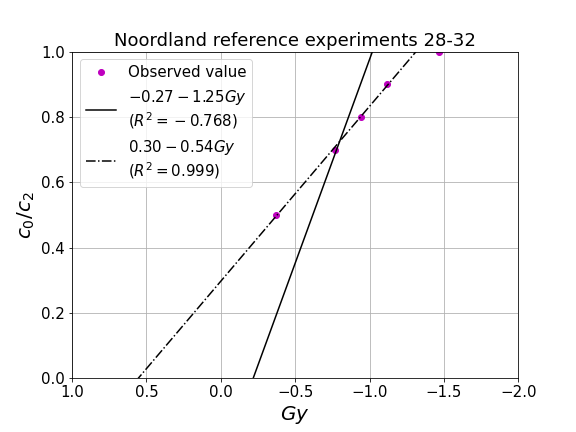 Noordland reference experiments 28-32
1.0
0.8
0.6
0.4
0.2
0.0
c₀/c₂
Observed value
−0.27 − 1.25Gy
(R² = −0.768)
0.30 − 0.54Gy
(R² = 0.999)
1.0 0.5 0.0 −0.5 −1.0 −1.5 −2.0
Gy